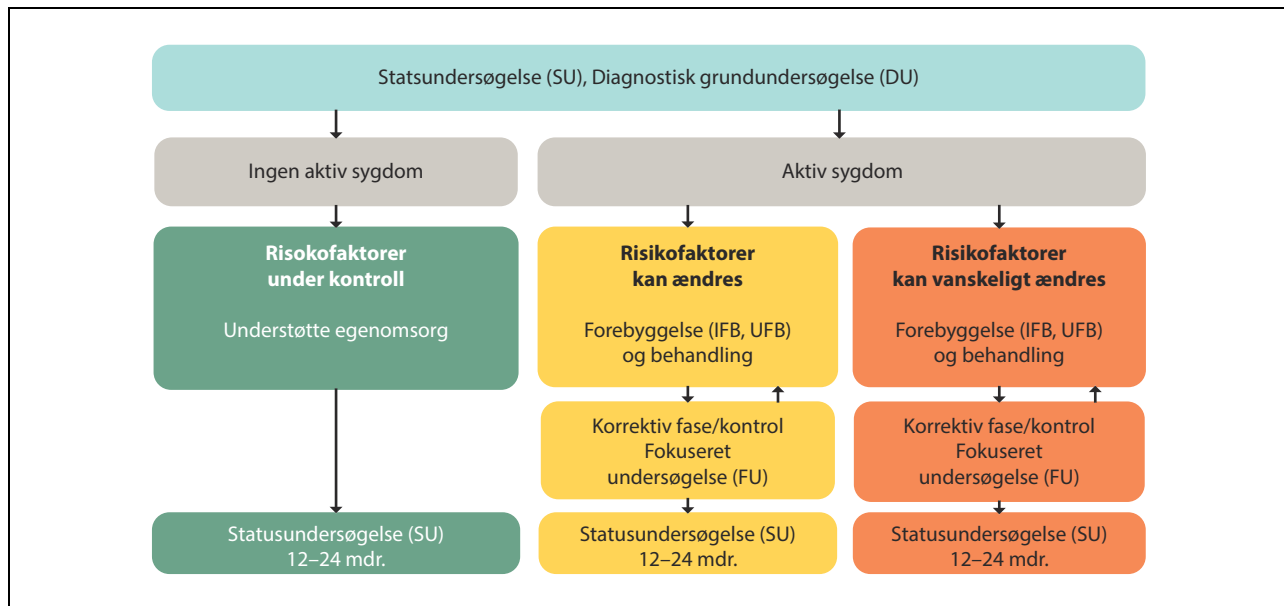 Statsundersøgelse (SU), Diagnostisk grundundersøgelse (DU)
Ingen aktiv sygdom
Aktiv sygdom
Risokofaktorer
under kontroll
Understøtte egenomsorg
Risikofaktorer
kan ændres
Forebyggelse (IFB, UFB)
og behandling
Risikofaktorer
kan vanskeligt ændres
Forebyggelse (IFB, UFB)
og behandling
Korrektiv fase/kontrol
Fokuseret
undersøgelse (FU)
Korrektiv fase/kontrol
Fokuseret
undersøgelse (FU)
Statusundersøgelse (SU)
12–24 mdr.
Statusundersøgelse (SU)
12–24 mdr.
Statusundersøgelse (SU)
12–24 mdr.